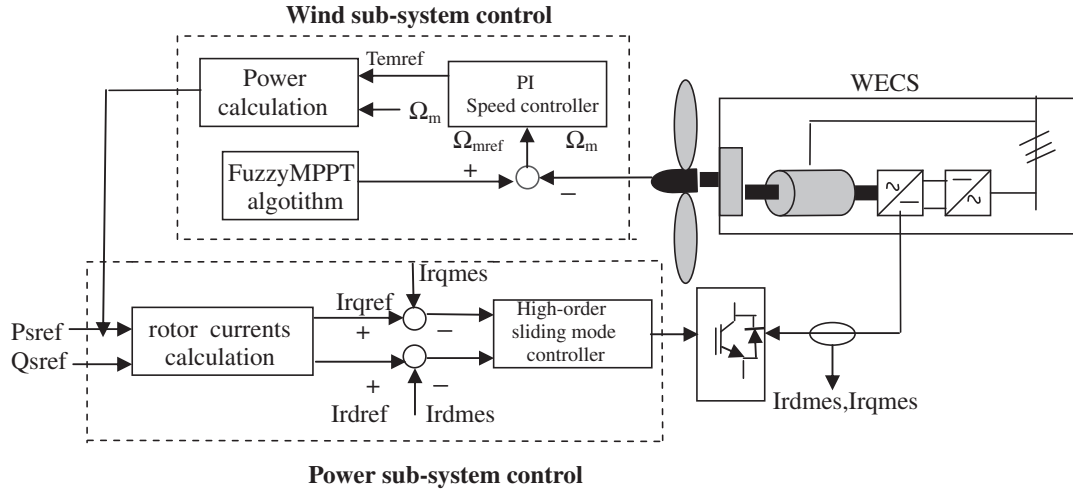 Wind sub-system control
Temref
Power
calculation
PI
Speed controller
Ωm
Ωmref
Ωm
WECS
FuzzyMPPT
algotithm
+
−
Irqmes
Psref
Qsref
rotor currents
calculation
Irqref
+
−
High-order
sliding mode
controller
+
−
Irdref
Irdmes
Irdmes,Irqmes
Power sub-system control